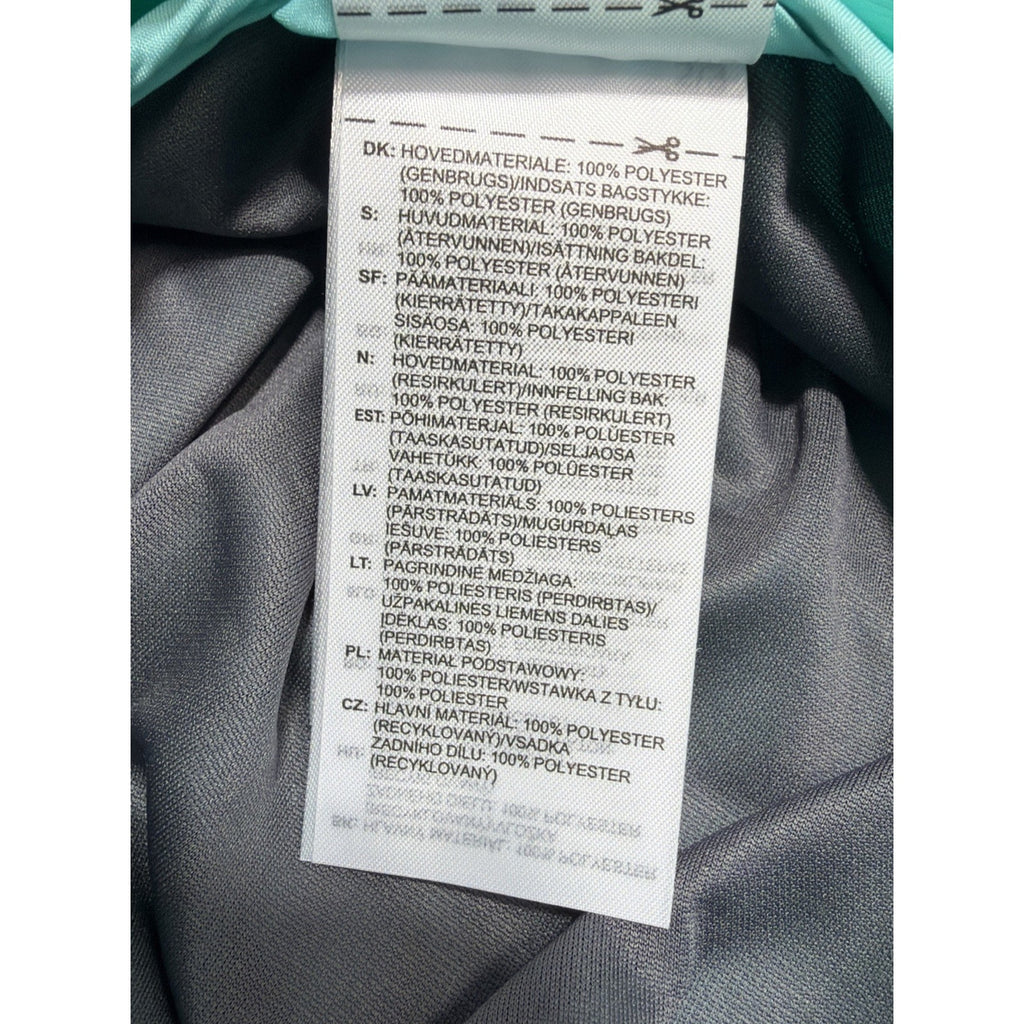 DK: HOVEDMATERIALE: 100% POLYESTER
(GENBRUGS)/INDSATS BAGSTYKKE:
100% POLYESTER (GENBRUGS)
S: HUVUDMATERIAL: 100% POLYESTER
(ÅTERVUNNEN)/ISÄTTNING BAKDEL:
100% POLYESTER (ÅTERVUNNEN)
SF: PÄÄMATERIAALI: 100% POLYESTERI
(KIERRÄTETTY)/TAKAKAPPALEEN
SISÄOSA: 100% POLYESTERI
(KIERRÄTETTY)
N: HOVEDMATERIAL: 100% POLYESTER
(RESIRKULERT)/INNFELLING BAK:
100% POLYESTER (RESIRKULERT)
EST: PÕHIMATERJAL: 100% POLÜESTER
(TAASKASUTATUD)/SELJAOSA
VAHETÜKK: 100% POLÜESTER
(TAASKASUTATUD)
LV: PAMATMATERIĀLS: 100% POLIESTERS
(PĀRSTRĀDĀTS)/MUGURDAĻAS
IEŠUVE: 100% POLIESTERS
(PĀRSTRĀDĀTS)
LT: PAGRINDINĖ MEDŽIAGA:
100% POLIESTERIS (PERDIRBTAS)/
UŽPAKALINĖS LIEMENS DALIES
ĮDĖKLAS: 100% POLIESTERIS
(PERDIRBTAS)
PL: MATERIAŁ PODSTAWOWY:
100% POLIESTER/WSTAWKA Z TYŁU:
100% POLIESTER
CZ: HLAVNÍ MATERIÁL: 100% POLYESTER
(RECYKLOVANÝ)/VSADKA
ZADNÍHO DÍLU: 100% POLYESTER
(RECYKLOVANÝ)